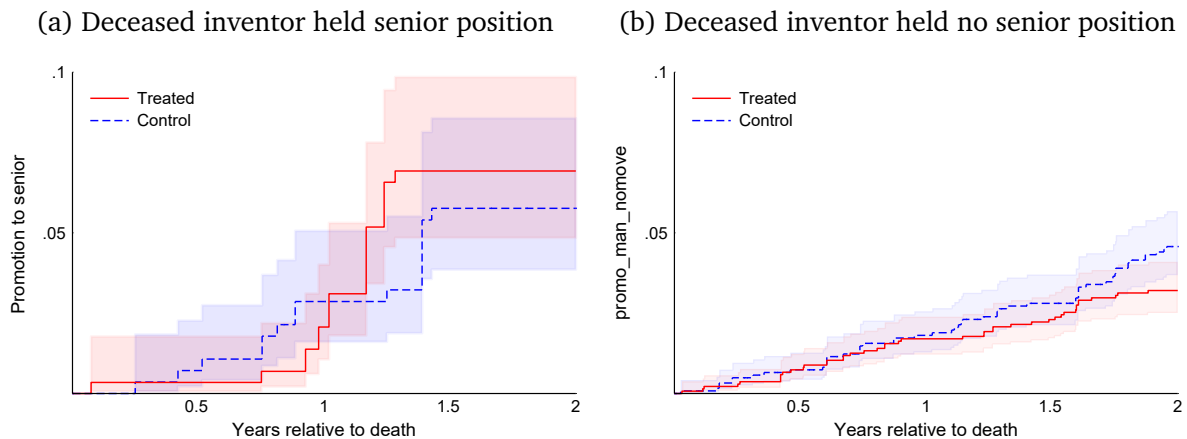 (a) Deceased inventor held senior position
.1
Treated
Control
.05
Promotion to senior
0.5
1
1.5
2
Years relative to death
(b) Deceased inventor held no senior position
.1
Treated
Control
.05
promo_man_nomove
0.5
1
1.5
2
Years relative to death